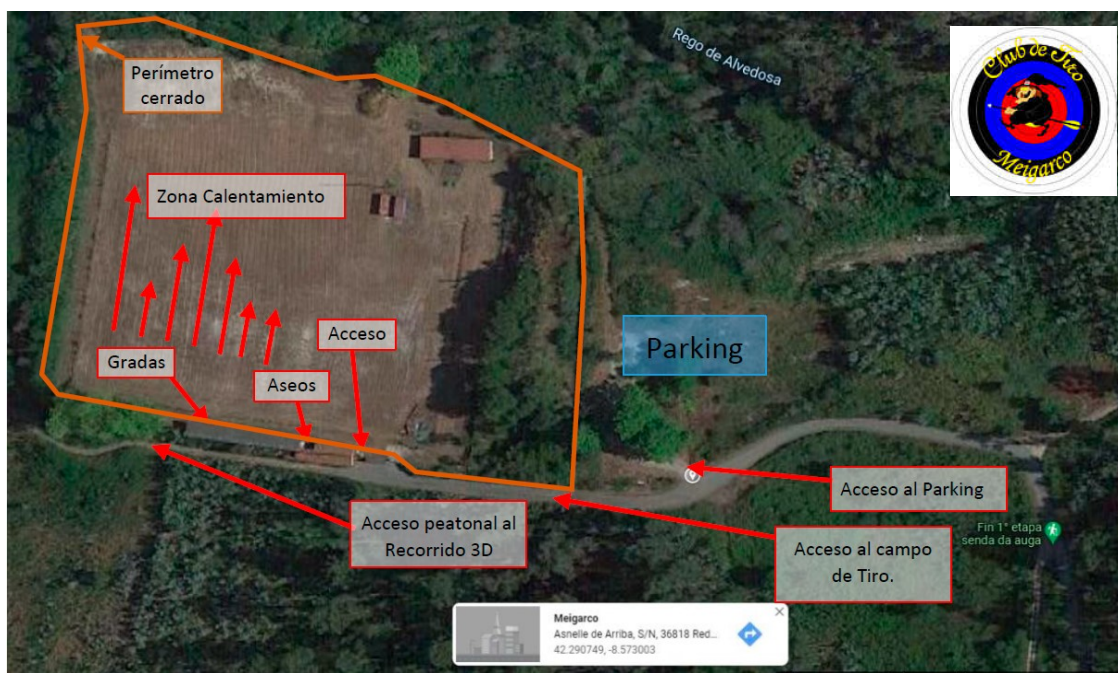 Rego de Alvedosa
Club de Tiro
Meigarco
Perímetro
cerrado
Zona Calentamiento
Acceso
Gradas
Aseos
Parking
Acceso al Parking
Acceso peatonal al
Recorrido 3D
Acceso al campo
de Tiro.
Fin 1ª etapa
senda da auga
Meigarco
Asnelle de Arriba, S/N, 36818 Red...
42.290749, -8.573003